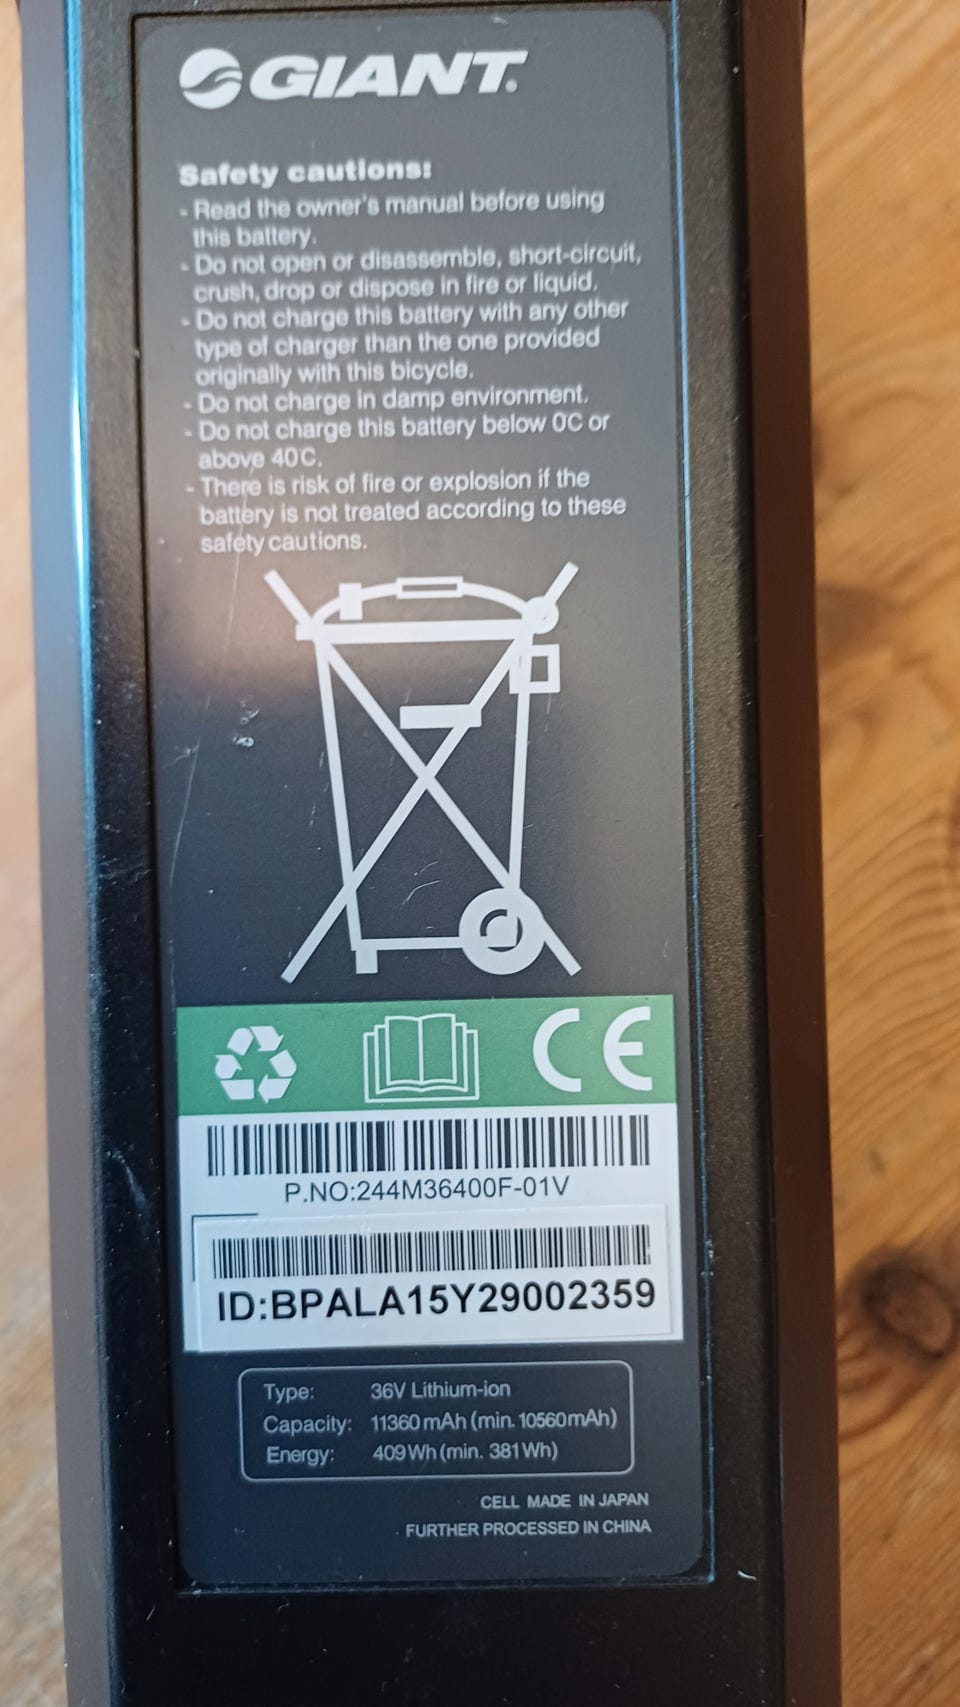 GIANT
Safety cautions:
- Read the owner's manual before using
this battery.
- Do not open or disassemble, short-circuit,
crush, drop or dispose in fire or liquid.
- Do not charge this battery with any other
type of charger than the one provided
originally with this bicycle.
- Do not charge in damp environment.
- Do not charge this battery below 0C or
above 40C.
- There is risk of fire or explosion if the
battery is not treated according to these
safety cautions.
CE
P.NO:244M36400F-01V
ID:BPALA15Y29002359
Type: 36V Lithium-ion
Capacity: 11360 mAh (min. 10560mAh)
Energy: 409 Wh (min. 381 Wh)
CELL MADE IN JAPAN
FURTHER PROCESSED IN CHINA